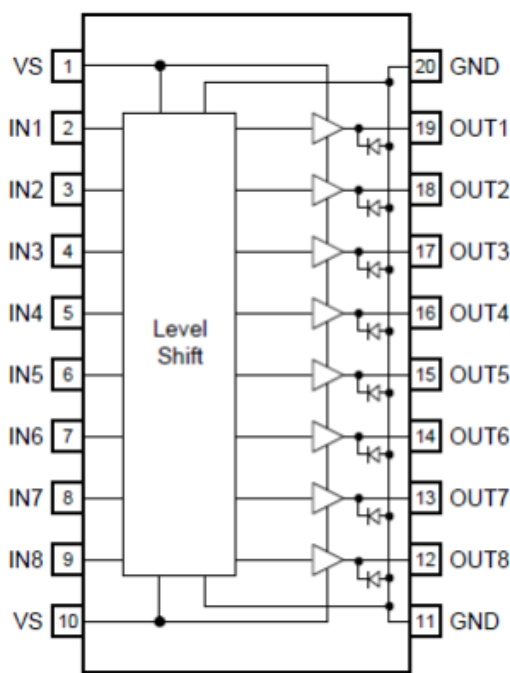 VS 1 20 GND
IN1 2 19 OUT1
IN2 3 18 OUT2
IN3 4 17 OUT3
IN4 5 16 OUT4
Level
Shift
IN5 6 15 OUT5
IN6 7 14 OUT6
IN7 8 13 OUT7
IN8 9 12 OUT8
VS 10 11 GND